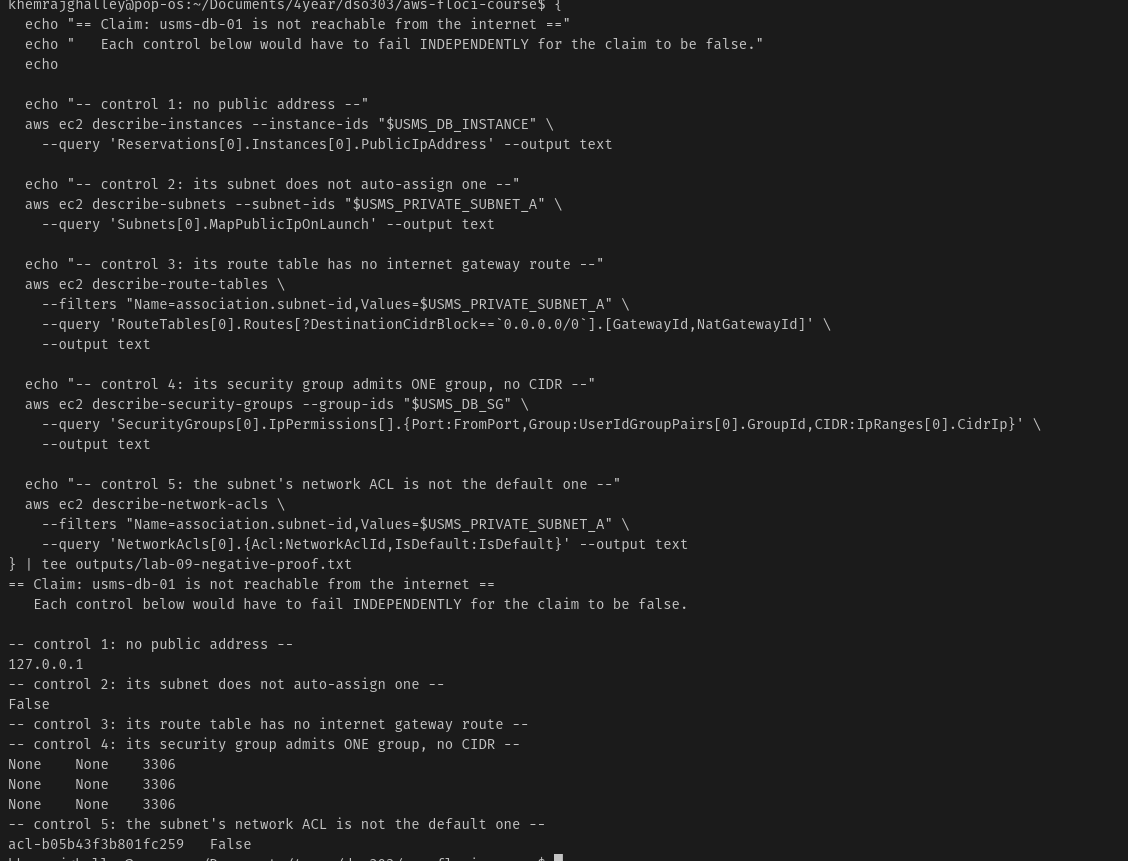 khemrajghalley@pop-os:~/Documents/4year/dso303/aws-floci-course$ {
  echo "== Claim: usms-db-01 is not reachable from the internet =="
  echo "   Each control below would have to fail INDEPENDENTLY for the claim to be false."
  echo

  echo "-- control 1: no public address --"
  aws ec2 describe-instances --instance-ids "$USMS_DB_INSTANCE" \
    --query 'Reservations[0].Instances[0].PublicIpAddress' --output text

  echo "-- control 2: its subnet does not auto-assign one --"
  aws ec2 describe-subnets --subnet-ids "$USMS_PRIVATE_SUBNET_A" \
    --query 'Subnets[0].MapPublicIpOnLaunch' --output text

  echo "-- control 3: its route table has no internet gateway route --"
  aws ec2 describe-route-tables \
    --filters "Name=association.subnet-id,Values=$USMS_PRIVATE_SUBNET_A" \
    --query 'RouteTables[0].Routes[?DestinationCidrBlock==`0.0.0.0/0`].[GatewayId,NatGatewayId]' \
    --output text

  echo "-- control 4: its security group admits ONE group, no CIDR --"
  aws ec2 describe-security-groups --group-ids "$USMS_DB_SG" \
    --query 'SecurityGroups[0].IpPermissions[].{Port:FromPort,Group:UserIdGroupPairs[0].GroupId,CIDR:IpRanges[0].CidrIp}' \
    --output text

  echo "-- control 5: the subnet's network ACL is not the default one --"
  aws ec2 describe-network-acls \
    --filters "Name=association.subnet-id,Values=$USMS_PRIVATE_SUBNET_A" \
    --query 'NetworkAcls[0].{Acl:NetworkAclId,IsDefault:IsDefault}' --output text
} | tee outputs/lab-09-negative-proof.txt
== Claim: usms-db-01 is not reachable from the internet ==
   Each control below would have to fail INDEPENDENTLY for the claim to be false.

-- control 1: no public address --
127.0.0.1
-- control 2: its subnet does not auto-assign one --
False
-- control 3: its route table has no internet gateway route --
-- control 4: its security group admits ONE group, no CIDR --
None    None    3306
None    None    3306
None    None    3306
-- control 5: the subnet's network ACL is not the default one --
acl-b05b43f3b801fc259   False